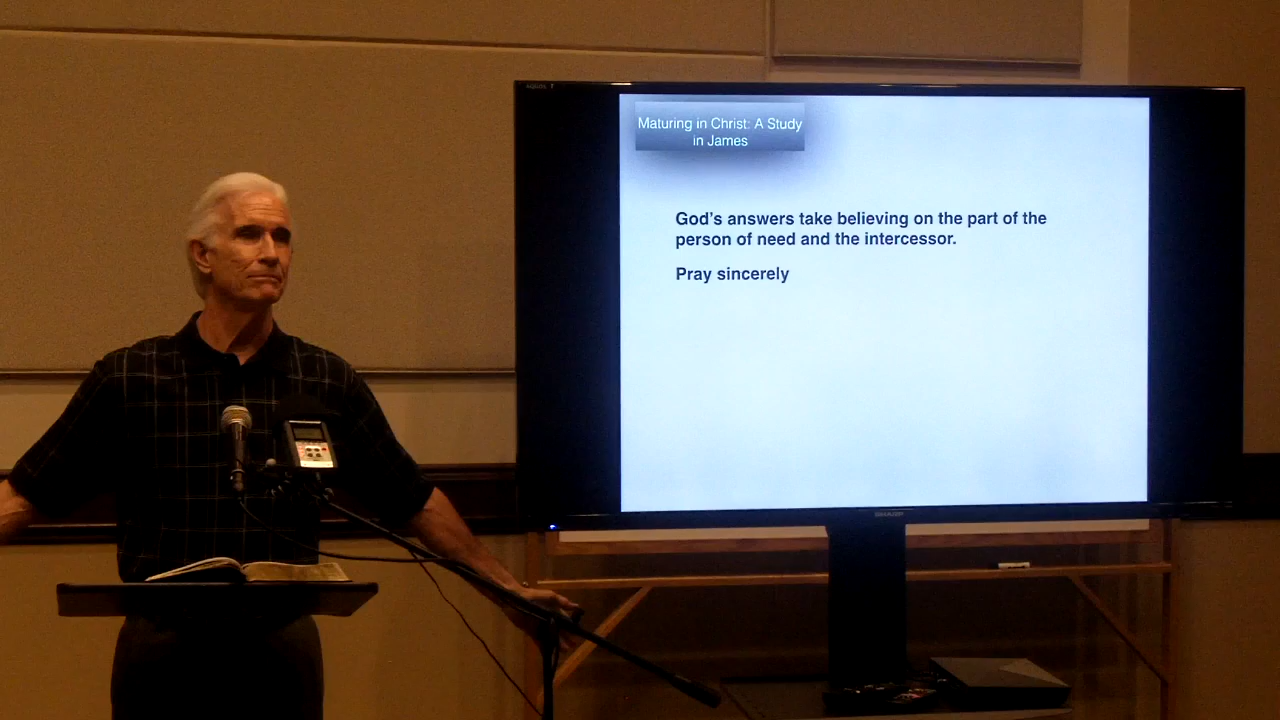 Maturing in Christ: A Study
in James
God's answers take believing on the part of the
person of need and the intercessor.
Pray sincerely
SHARP